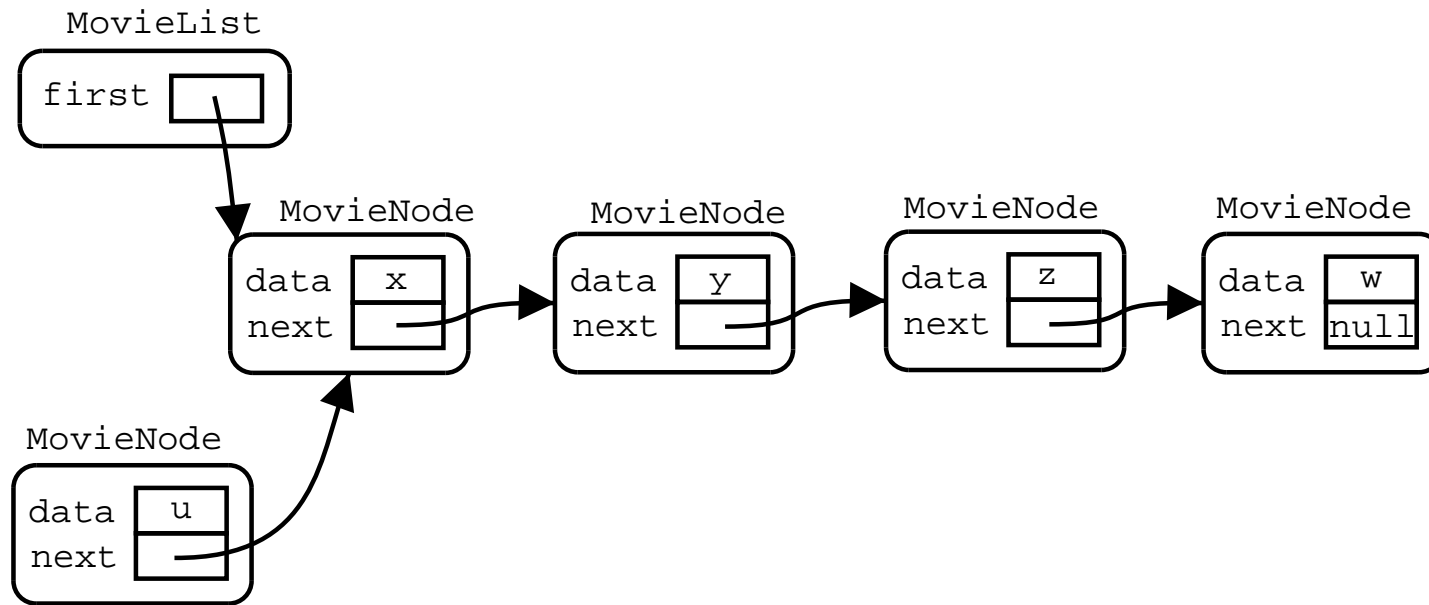 MovieList
first
MovieNode MovieNode MovieNode MovieNode
data x data y data z data w
next next next next null
MovieNode
data u
next